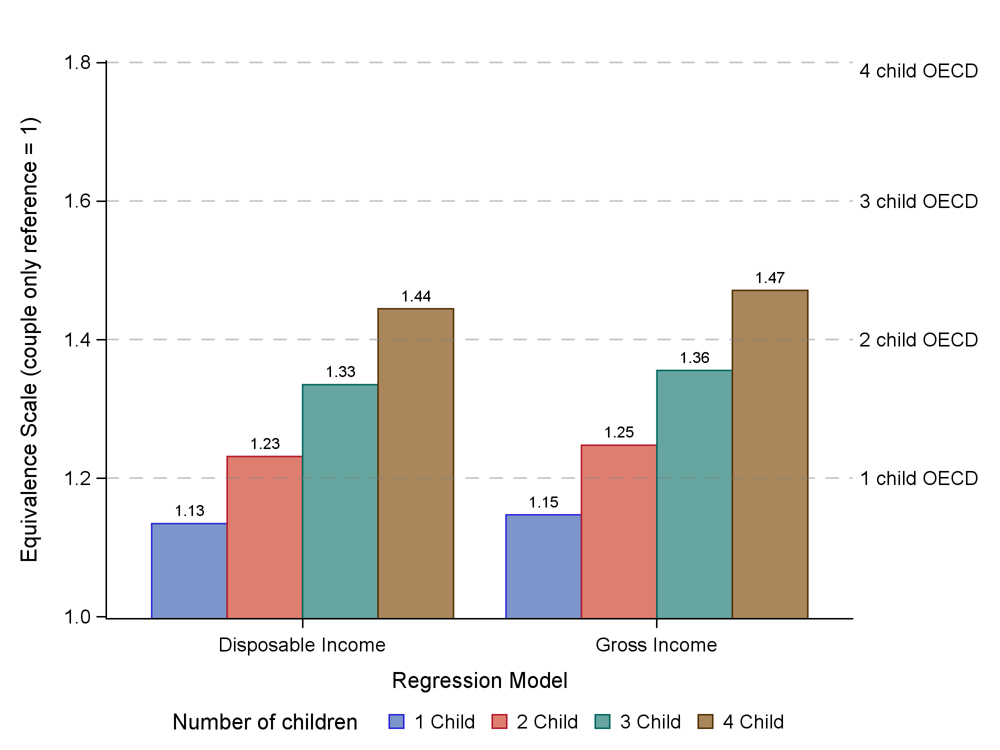 Equivalence Scale (couple only reference = 1)
1.8
1.6
1.4
1.2
1.0
4 child OECD
3 child OECD
2 child OECD
1 child OECD
1.13
1.23
1.33
1.44
1.15
1.25
1.36
1.47
Disposable Income
Gross Income
Regression Model
Number of children
1 Child
2 Child
3 Child
4 Child